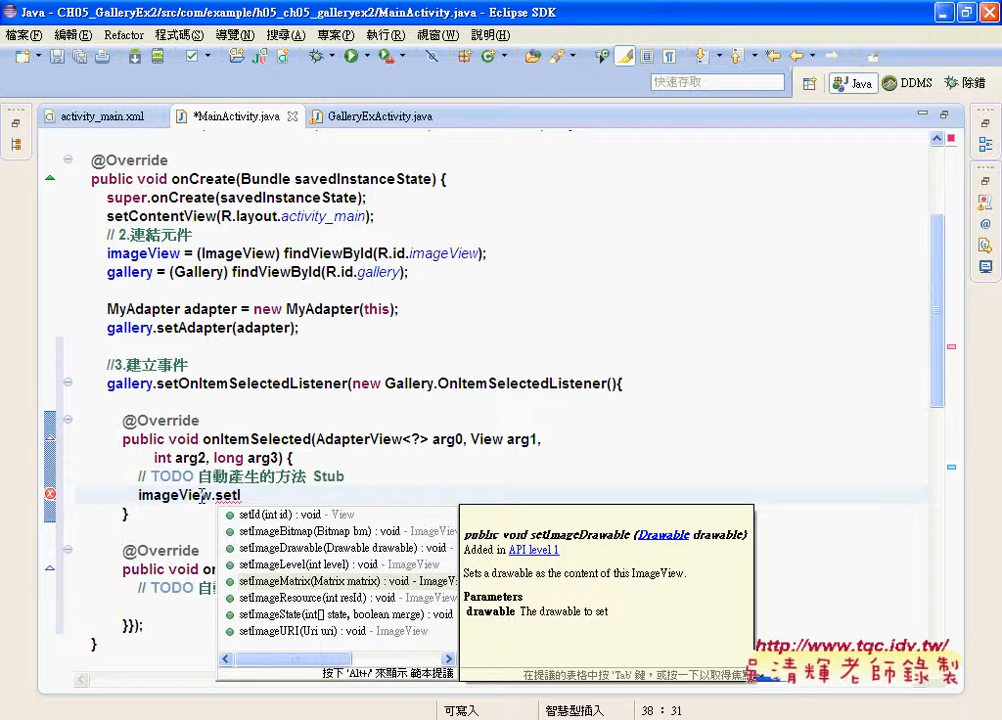 Java - CH05_GalleryEx2/src/com/example/h05_ch05_galleryex2/MainActivity.java - Eclipse SDK
檔案(F) 編輯(E) Refactor 程式碼(S) 導覽(N) 搜尋(A) 專案(P) 執行(R) 視窗(W) 說明(H)
快速存取 Java DDMS 除錯
activity_main.xml *MainActivity.java GalleryExActivity.java
@Override
public void onCreate(Bundle savedInstanceState) {
super.onCreate(savedInstanceState);
setContentView(R.layout.activity_main);
// 2.連結元件
imageView = (ImageView) findViewById(R.id.imageView);
gallery = (Gallery) findViewById(R.id.gallery);
MyAdapter adapter = new MyAdapter(this);
gallery.setAdapter(adapter);
//3.建立事件
gallery.setOnItemSelectedListener(new Gallery.OnItemSelectedListener(){
@Override
public void onItemSelected(AdapterView<?> arg0, View arg1,
int arg2, long arg3) {
// TODO 自動產生的方法 Stub
imageView.setI
}
@Override
public void
// TODO
}});
}
setId(int id) : void - View
setImageBitmap(Bitmap bm) : void - ImageV
setImageDrawable(Drawable drawable) : void -
setImageLevel(int level) : void - ImageView
setImageMatrix(Matrix matrix) : void - ImageV
setImageResource(int resId) : void - ImageView
setImageState(int[] state, boolean merge) : void
setImageURI(Uri uri) : void - ImageView
按下 'Alt+/' 來顯示 範本提議
public void setImageDrawable (Drawable drawable)
Added in API level 1
Sets a drawable as the content of this ImageView.
Parameters
drawable The drawable to set
在提議的表格中按 'Tab' 鍵，或按一下以取得焦
http://www.tqc.idv.tw/
吳清輝老師錄製
可寫入 智慧型插入 38 : 31